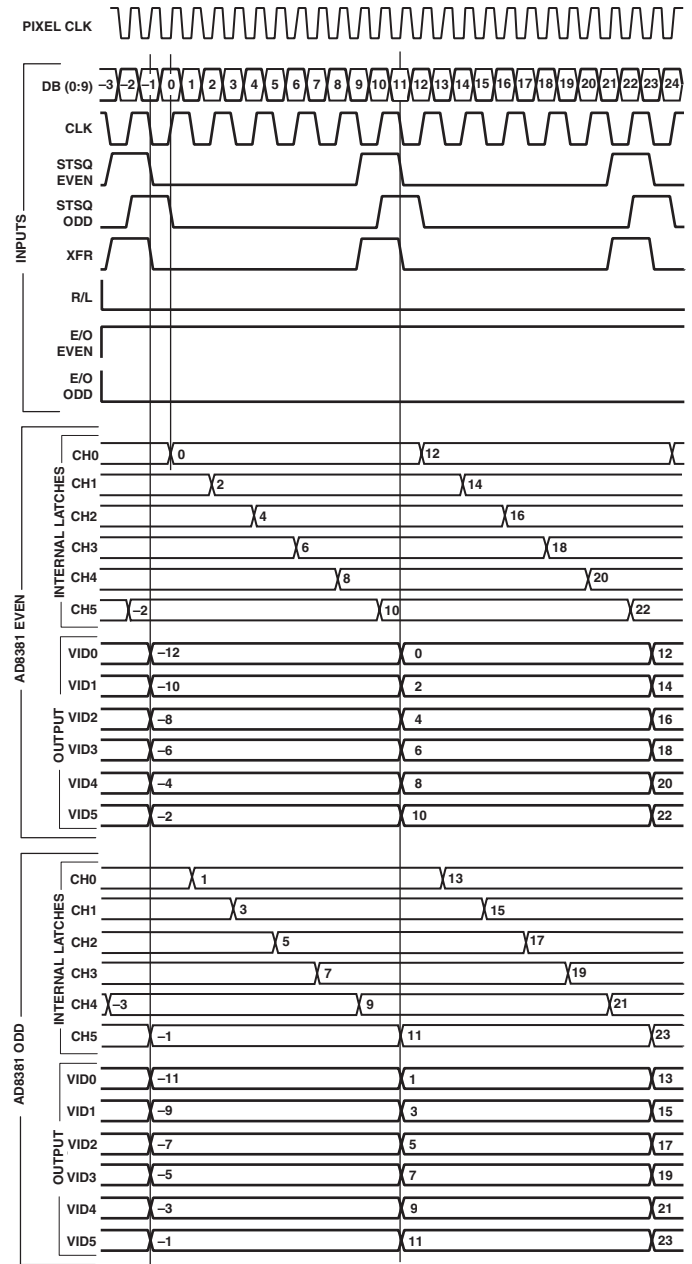 PIXEL CLK
INPUTS
DB (0:9) –3 –2 –1 0 1 2 3 4 5 6 7 8 9 10 11 12 13 14 15 16 17 18 19 20 21 22 23 24
CLK
STSQ
EVEN
STSQ
ODD
XFR
R/L
E/O
EVEN
E/O
ODD
AD8381 EVEN
INTERNAL LATCHES
CH0 0 12
CH1 2 14
CH2 4 16
CH3 6 18
CH4 8 20
CH5 –2 10 22
OUTPUT
VID0 –12 0 12
VID1 –10 2 14
VID2 –8 4 16
VID3 –6 6 18
VID4 –4 8 20
VID5 –2 10 22
AD8381 ODD
INTERNAL LATCHES
CH0 1 13
CH1 3 15
CH2 5 17
CH3 7 19
CH4 –3 9 21
CH5 –1 11 23
OUTPUT
VID0 –11 1 13
VID1 –9 3 15
VID2 –7 5 17
VID3 –5 7 19
VID4 –3 9 21
VID5 –1 11 23